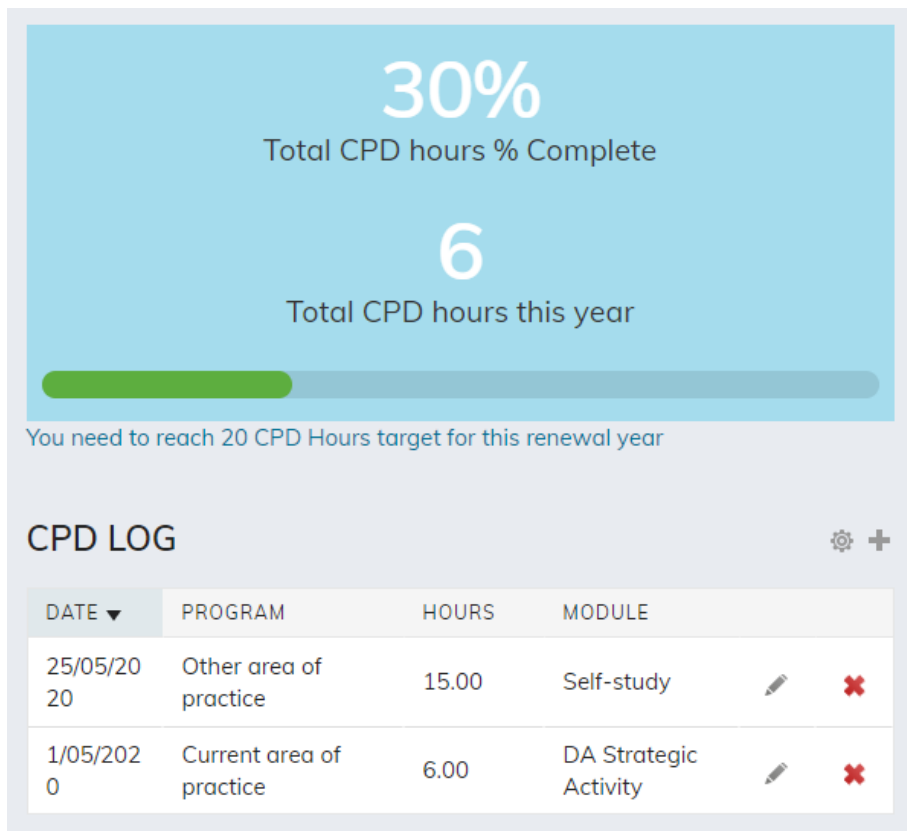 30%
Total CPD hours % Complete
6
Total CPD hours this year
You need to reach 20 CPD Hours target for this renewal year
CPD LOG
DATE PROGRAM HOURS MODULE
25/05/20
20
Other area of
practice
15.00
Self-study
1/05/202
0
Current area of
practice
6.00
DA Strategic
Activity